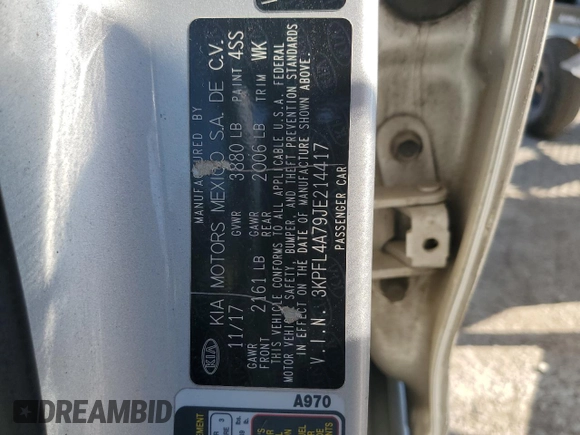 MANUFACTURED BY
KIA MOTORS MEXICO S.A. DE C.V.
11/17 GVWR 3880 LB PAINT 4SS
GAWR FRONT 2161 LB GAWR REAR 2006 LB TRIM WK
THIS VEHICLE CONFORMS TO ALL APPLICABLE U.S.A. FEDERAL
MOTOR VEHICLE SAFETY, BUMPER, AND THEFT PREVENTION STANDARDS
IN EFFECT ON THE DATE OF MANUFACTURE SHOWN ABOVE.
V.I.N. 3KPFL4A79JE214417
PASSENGER CAR
KIA
A970
DREAMBID